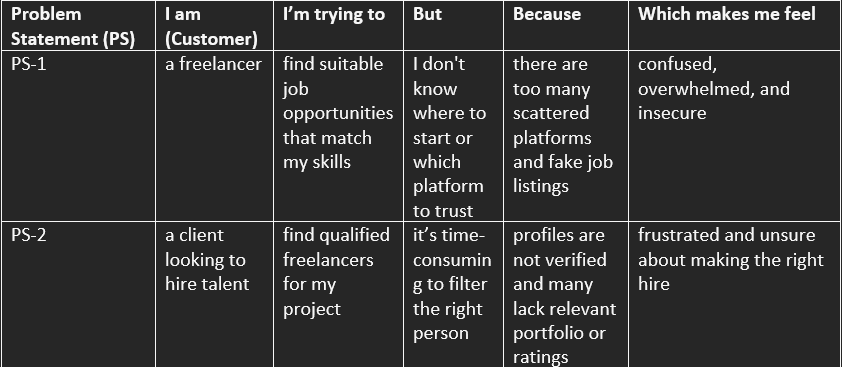 Problem
Statement (PS)
I am
(Customer)
I’m trying to
But
Because
Which makes me feel
PS-1
a freelancer
find suitable
job
opportunities
that match
my skills
I don't
know
where to
start or
which
platform
to trust
there are
too many
scattered
platforms
and fake job
listings
confused,
overwhelmed, and
insecure
PS-2
a client
looking to
hire talent
find qualified
freelancers
for my
project
it’s time-
consumin
g to filter
the right
person
profiles are
not verified
and many
lack relevant
portfolio or
ratings
frustrated and unsure
about making the right
hire